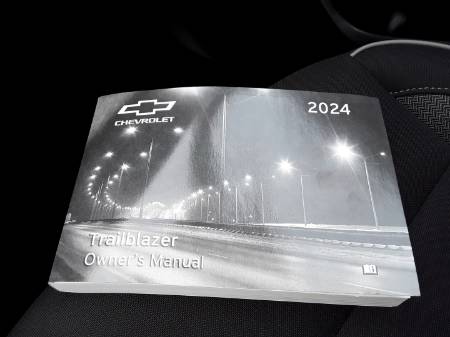 CHEVROLET
2024
Trailblazer
Owner's Manual